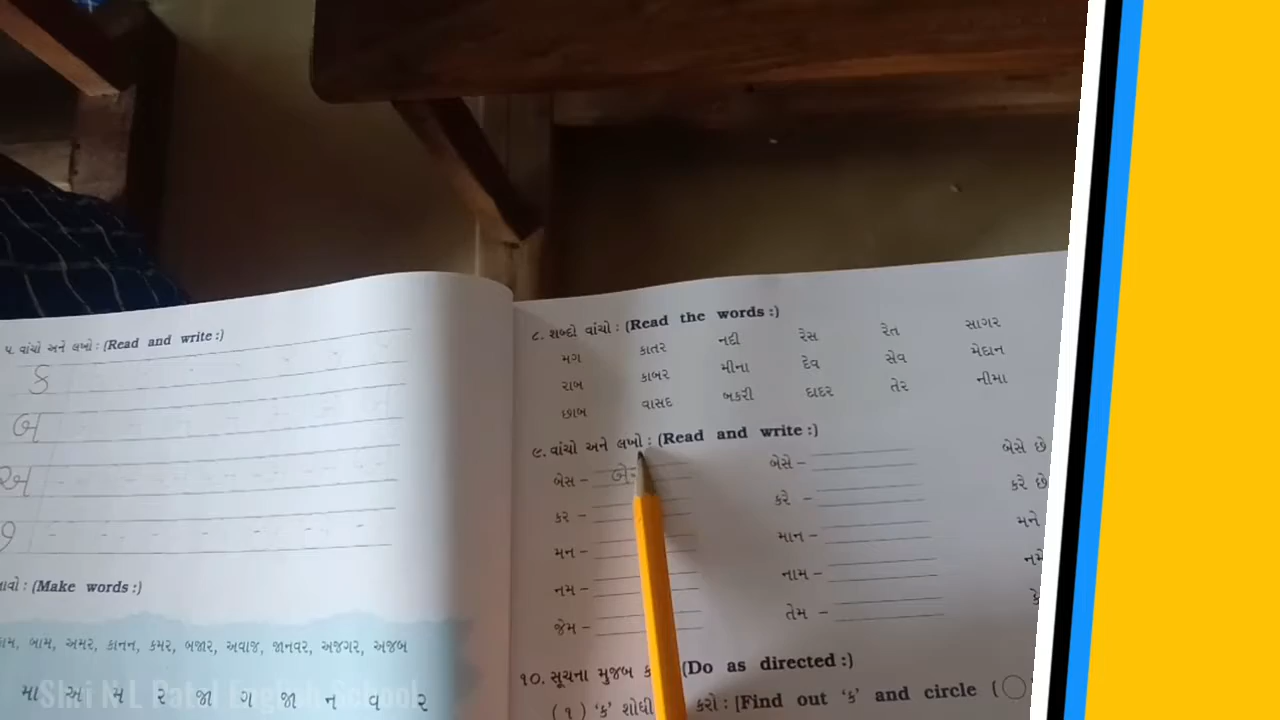 ૫. વાંચો અને લખો : (Read and write :)
ક
બ
અ
(Make words :)
બામ, અમર, કાનન, કમર, બજાર, અવાજ, જાનવર, અજગર, અજબ
મા અ મ ર જા ગ જા ન વ ર
Shri N L Patel English School
૮. શબ્દો વાંચો : (Read the words :)
મગ કાતર નદી રેસ રેત સાગર
રાબ કાબર મીના દેવ સેવ મેદાન
છાબ વાસદ બકરી દાદર તેર નીમા
૯. વાંચો અને લખો : (Read and write :)
બેસ – બે બેસે – બેસે છે
કર – કરે – કરે છે
મન – માન – મને
નમ – નામ –
જેમ – તેમ –
૧૦. સૂચના મુજબ (Do as directed :)
(૧) ‘ક’ શોધી કરો : [Find out ‘ક’ and circle (